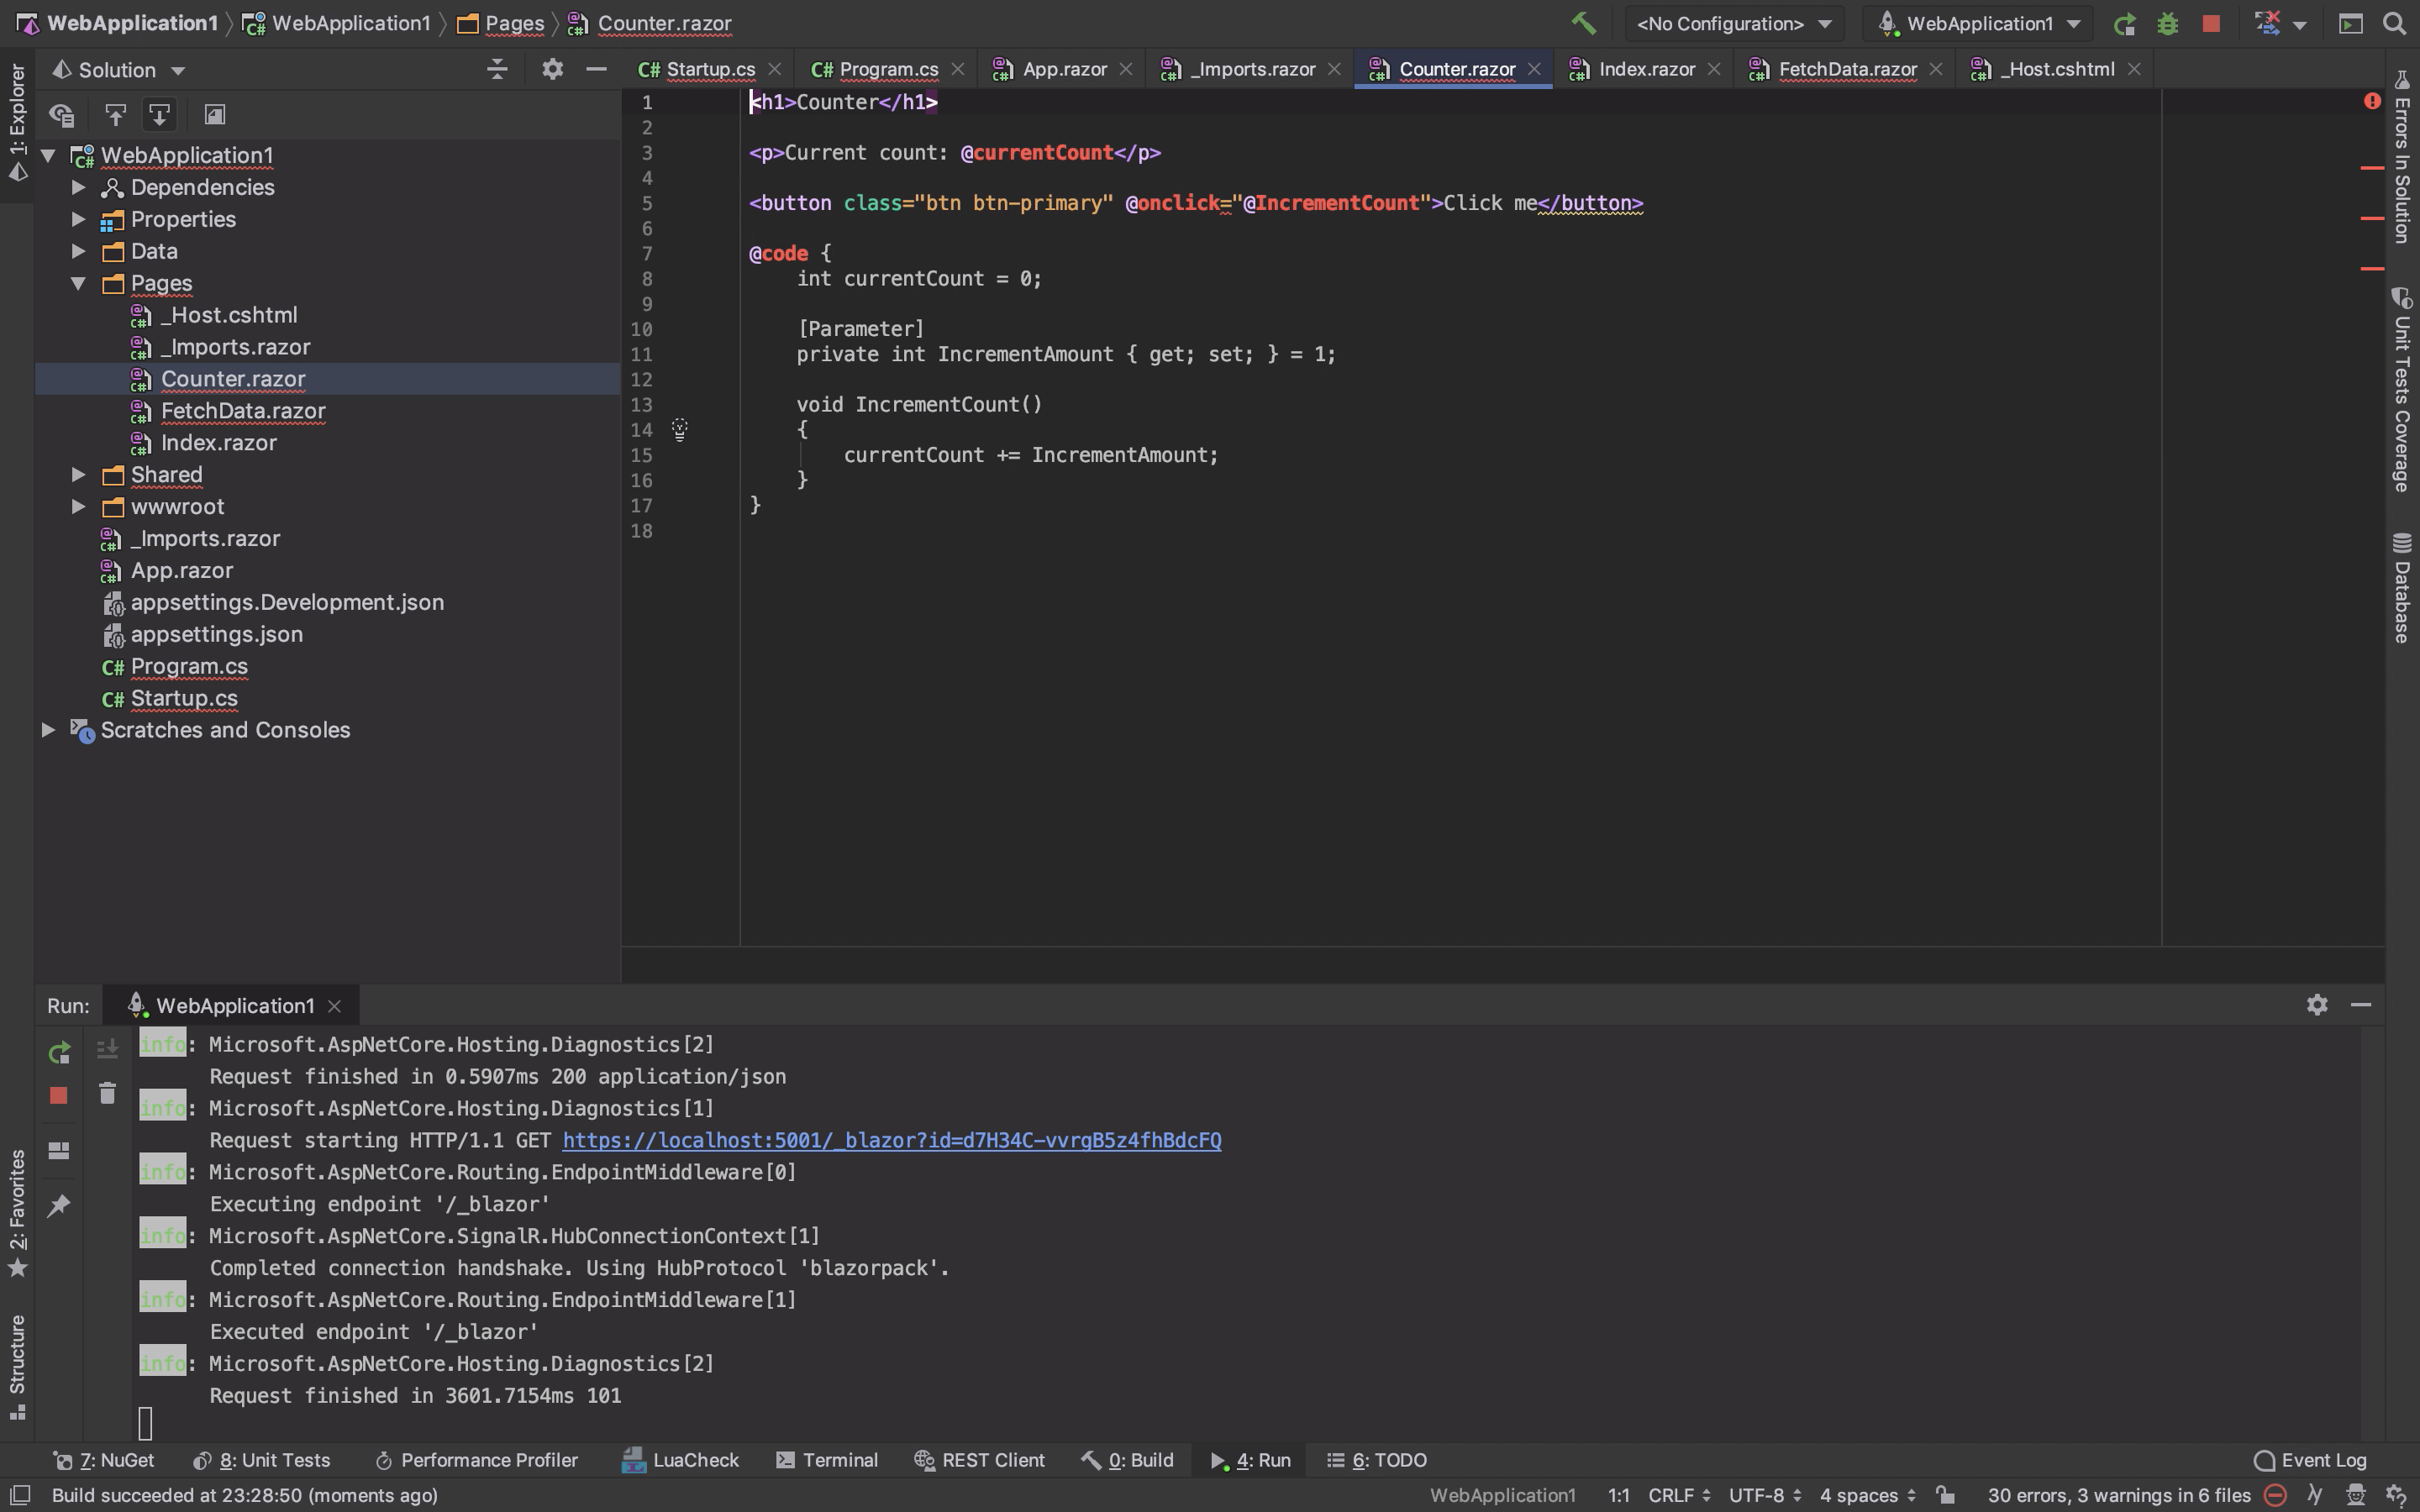 WebApplication1 WebApplication1 Pages Counter.razor <No Configuration> WebApplication1
1: Explorer
Solution
Startup.cs Program.cs App.razor _Imports.razor Counter.razor Index.razor FetchData.razor _Host.cshtml
WebApplication1
Dependencies
Properties
Data
Pages
_Host.cshtml
_Imports.razor
Counter.razor
FetchData.razor
Index.razor
Shared
wwwroot
_Imports.razor
App.razor
appsettings.Development.json
appsettings.json
C# Program.cs
C# Startup.cs
Scratches and Consoles
1 <h1>Counter</h1>
2
3 <p>Current count: @currentCount</p>
4
5 <button class="btn btn-primary" @onclick="@IncrementCount">Click me</button>
6
7 @code {
8 int currentCount = 0;
9
10 [Parameter]
11 private int IncrementAmount { get; set; } = 1;
12
13 void IncrementCount()
14 {
15 currentCount += IncrementAmount;
16 }
17 }
18
Errors In Solution
Unit Tests Coverage
Database
Run: WebApplication1
info: Microsoft.AspNetCore.Hosting.Diagnostics[2]
Request finished in 0.5907ms 200 application/json
info: Microsoft.AspNetCore.Hosting.Diagnostics[1]
Request starting HTTP/1.1 GET https://localhost:5001/_blazor?id=d7H34C-vvrgB5z4fhBdcFQ
info: Microsoft.AspNetCore.Routing.EndpointMiddleware[0]
Executing endpoint '/_blazor'
info: Microsoft.AspNetCore.SignalR.HubConnectionContext[1]
Completed connection handshake. Using HubProtocol 'blazorpack'.
info: Microsoft.AspNetCore.Routing.EndpointMiddleware[1]
Executed endpoint '/_blazor'
info: Microsoft.AspNetCore.Hosting.Diagnostics[2]
Request finished in 3601.7154ms 101
2: Favorites
Structure
7: NuGet 8: Unit Tests Performance Profiler LuaCheck Terminal REST Client 0: Build 4: Run 6: TODO Event Log
Build succeeded at 23:28:50 (moments ago) WebApplication1 1:1 CRLF UTF-8 4 spaces 30 errors, 3 warnings in 6 files